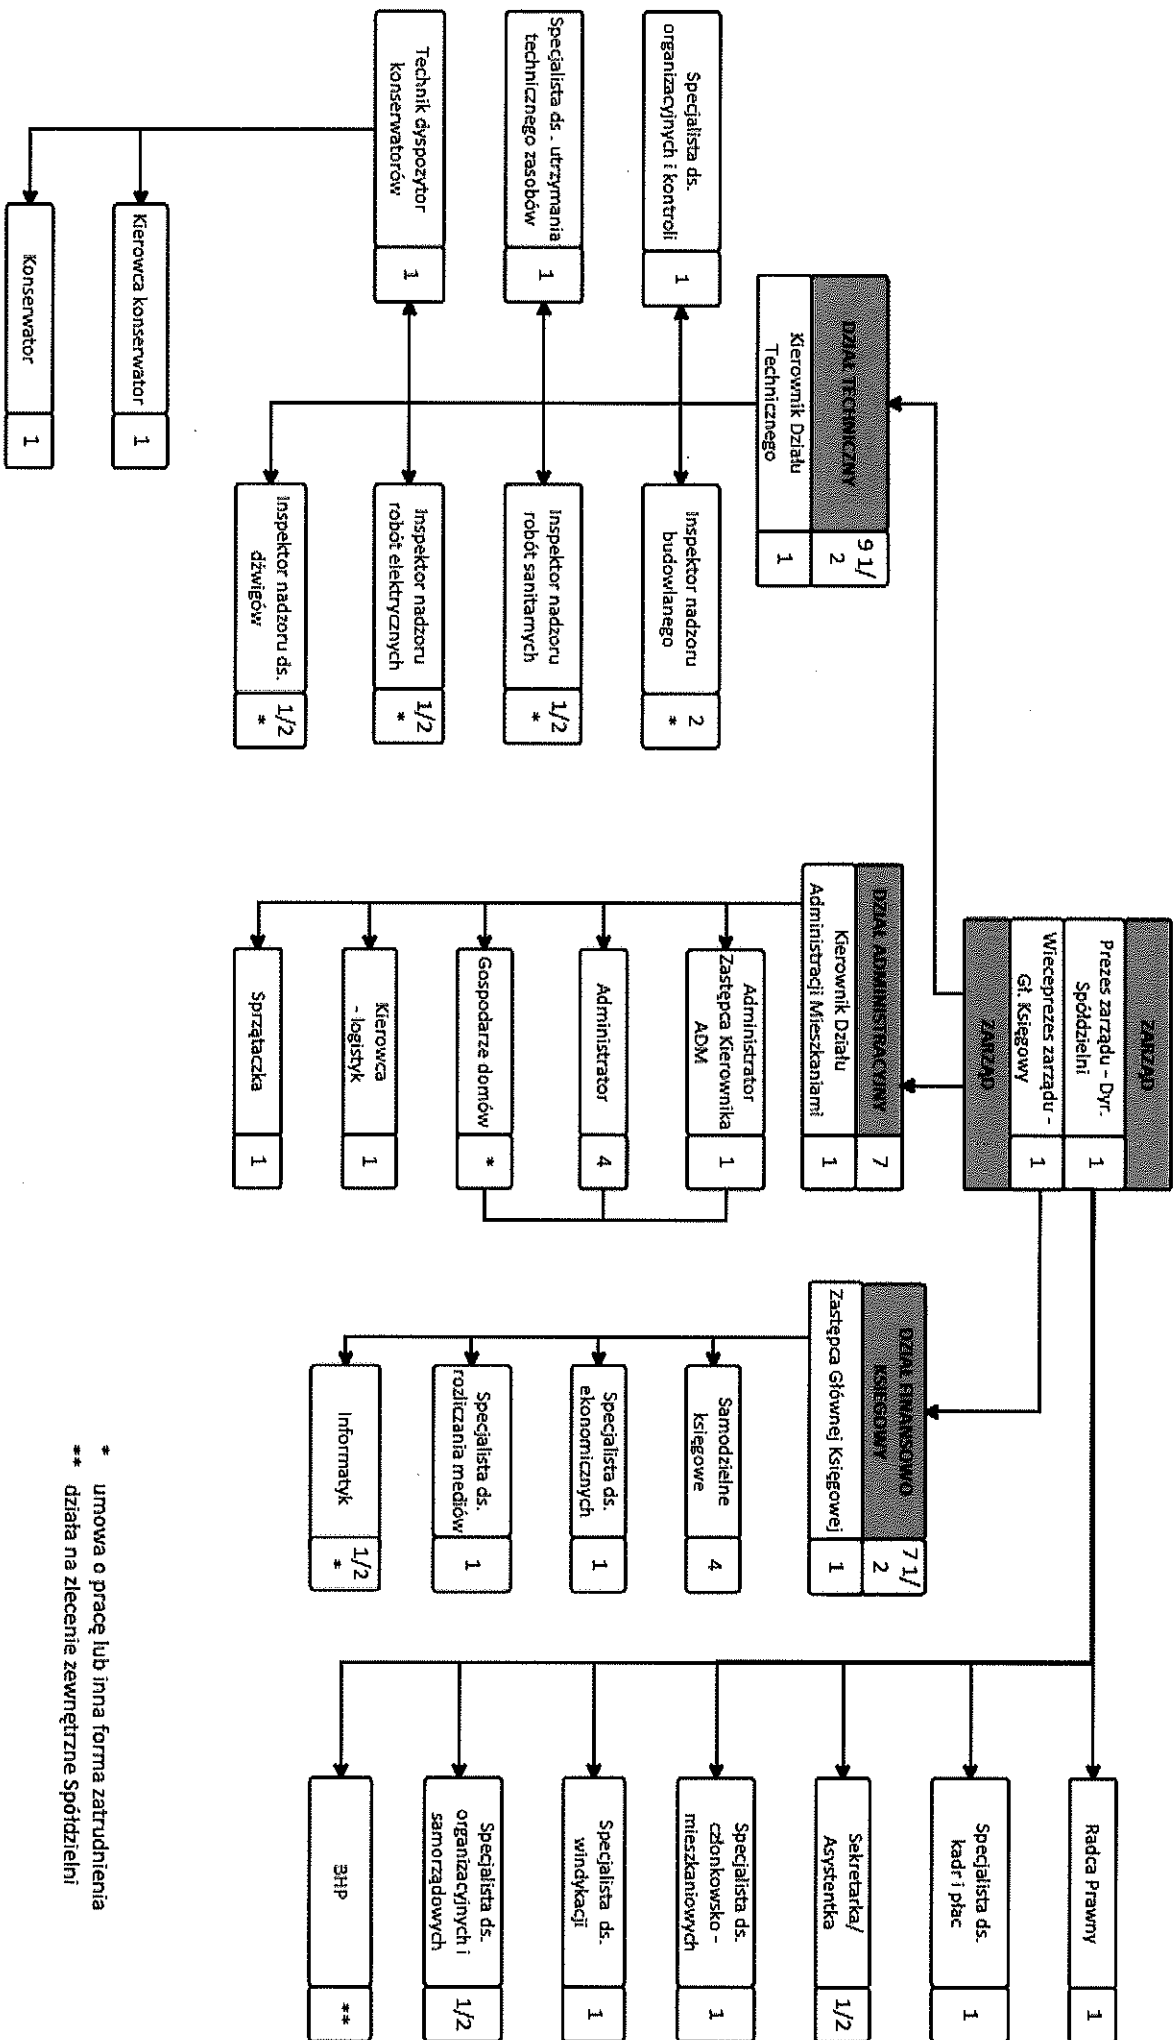 ZARZĄD
Prezes zarządu – Dyr.
Spółdzielni
1
Wieceprezes zarządu –
Gł. Księgowy
1
ZARZĄD
DZIAŁ TECHNICZNY
9 1/
2
Kierownik Działu
Technicznego
1
Specjalista ds.
organizacyjnych i kontroli
1
Specjalista ds. utrzymania
technicznego zasobów
1
Technik dyspozytor
konserwatorów
1
Kierowca konserwator
1
Konserwator
1
Inspektor nadzoru
budowlanego
2
*
Inspektor nadzoru
robót sanitarnych
1/2
*
Inspektor nadzoru
robót elektrycznych
1/2
*
Inspektor nadzoru ds.
dźwigów
1/2
*
DZIAŁ ADMINISTRACYJNY
7
Kierownik Działu
Administracji Mieszkaniami
1
Administrator
Zastępca Kierownika
ADM
1
Administrator
4
Gospodarze domów
*
Kierowca
- logistyk
1
Sprzątaczka
1
DZIAŁ FINANSOWO
KSIĘGOWY
7 1/
2
Zastępca Głównej Księgowej
1
Samodzielne
księgowe
4
Specjalista ds.
ekonomicznych
1
Specjalista ds.
rozliczania mediów
1
Informatyk
1/2
*
Radca Prawny
1
Specjalista ds.
kadr i płac
1
Sekretarka/
Asystentka
1/2
Specjalista ds.
członkowsko –
mieszkaniowych
1
Specjalista ds.
windykacji
1
Specjalista ds.
organizacyjnych i
samorządowych
1/2
BHP
**
* umowa o pracę lub inna forma zatrudnienia
** działa na zlecenie zewnętrzne Spółdzielni